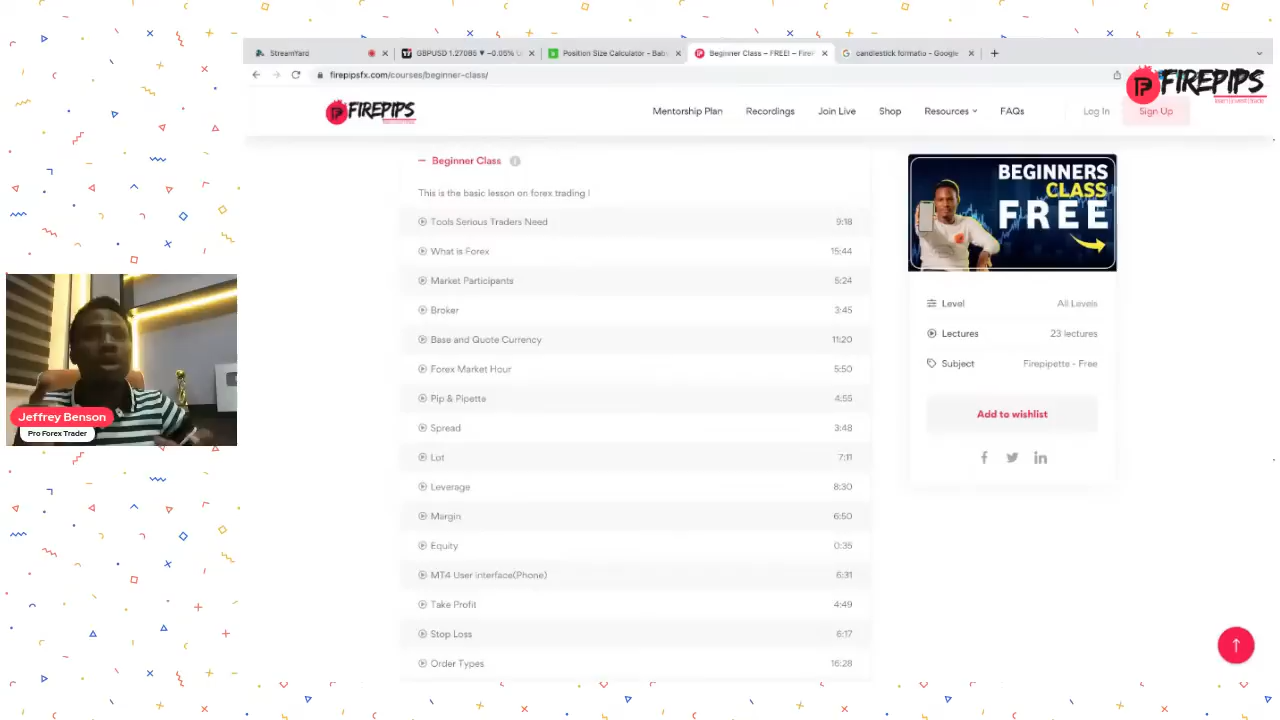 StreamYard
GBPUSD 1.27086 ▼ −0.05%
Position Size Calculator - Bab
Beginner Class – FREE! – Fire
candlestick formatio - Google
firepipsfx.com/courses/beginner-class/
FIREPIPS
FIREPIPS
Mentorship Plan
Recordings
Join Live
Shop
Resources
FAQs
Log In
Sign Up
Beginner Class
This is the basic lesson on forex trading !
Tools Serious Traders Need 9:18
What is Forex 15:44
Market Participants 5:24
Broker 3:45
Base and Quote Currency 11:20
Forex Market Hour 5:50
Pip & Pipette 4:55
Spread 3:48
Lot 7:11
Leverage 8:30
Margin 6:50
Equity 0:35
MT4 User Interface(Phone) 6:31
Take Profit 4:49
Stop Loss 6:17
Order Types 16:28
BEGINNERS
CLASS
FREE
Level All Levels
Lectures 23 lectures
Subject Firepipette - Free
Add to wishlist
Jeffrey Benson
Pro Forex Trader